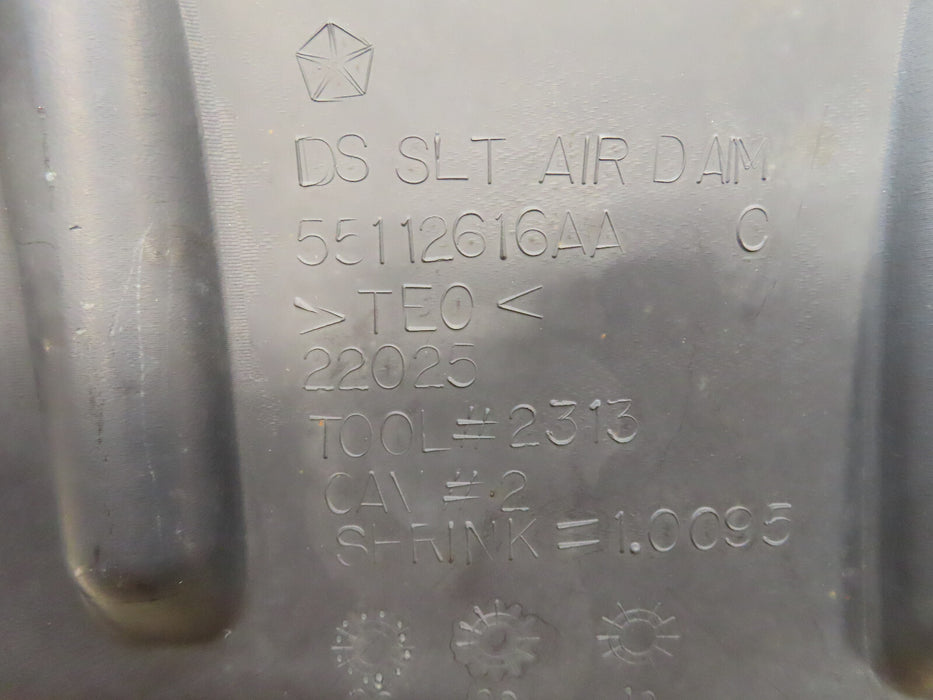 DS SLT AIR DAM
55112616AA C
> TEO <
22025
TOOL # 2313
CAV # 2
SHRINK = 1.0095